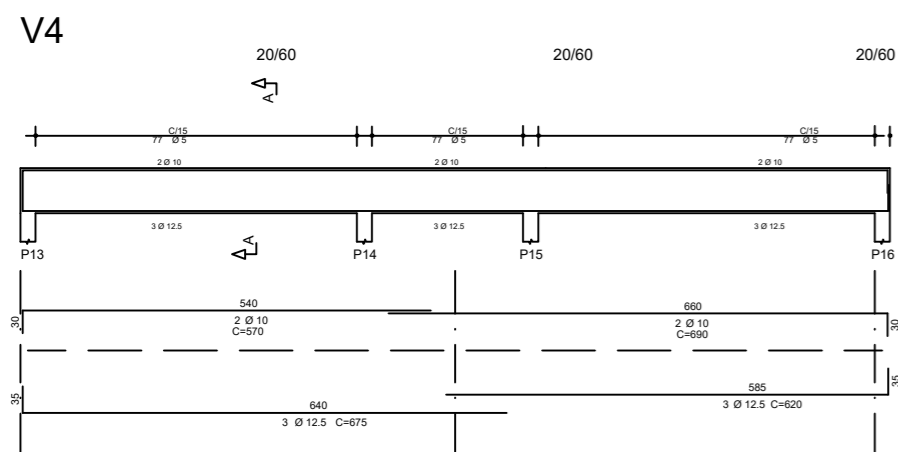 V4
20/60 20/60 20/60
A
C/15 C/15 C/15
77 Ø 5 77 Ø 5 77 Ø 5
2 Ø 10 2 Ø 10 2 Ø 10
3 Ø 12.5 3 Ø 12.5 3 Ø 12.5
A
P13 P14 P15 P16
540 660
30 2 Ø 10 2 Ø 10 30
C=570 C=690
35 585 35
640 3 Ø 12.5 C=620
3 Ø 12.5 C=675